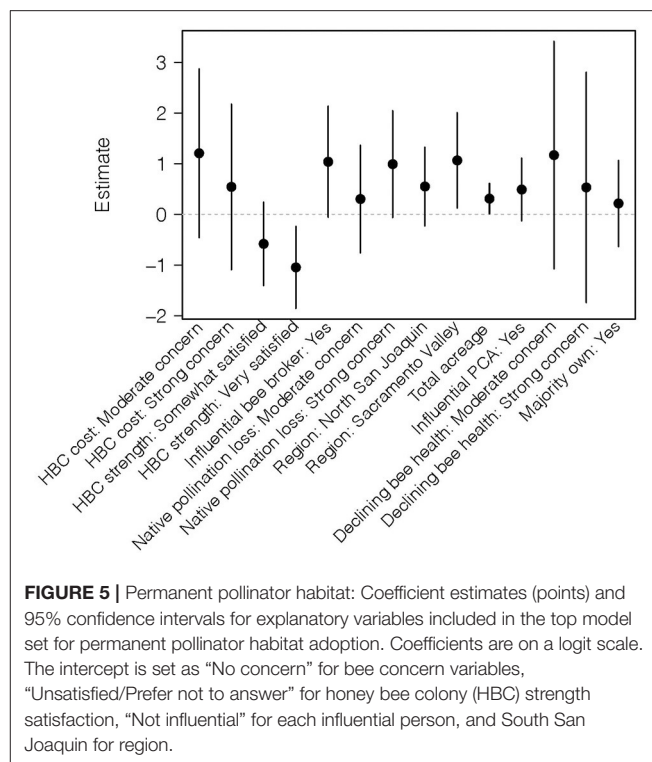 3
2
1
0
−1
−2
Estimate
HBC cost: Moderate concern
HBC cost: Strong concern
HBC strength: Somewhat satisfied
HBC strength: Very satisfied
Influential bee broker: Yes
Native pollination loss: Moderate concern
Native pollination loss: Strong concern
Region: North San Joaquin
Region: Sacramento Valley
Total acreage
Influential PCA: Yes
Declining bee health: Moderate concern
Declining bee health: Strong concern
Majority own: Yes
FIGURE 5 | Permanent pollinator habitat: Coefficient estimates (points) and
95% confidence intervals for explanatory variables included in the top model
set for permanent pollinator habitat adoption. Coefficients are on a logit scale.
The intercept is set as “No concern” for bee concern variables,
“Unsatisfied/Prefer not to answer” for honey bee colony (HBC) strength
satisfaction, “Not influential” for each influential person, and South San
Joaquin for region.